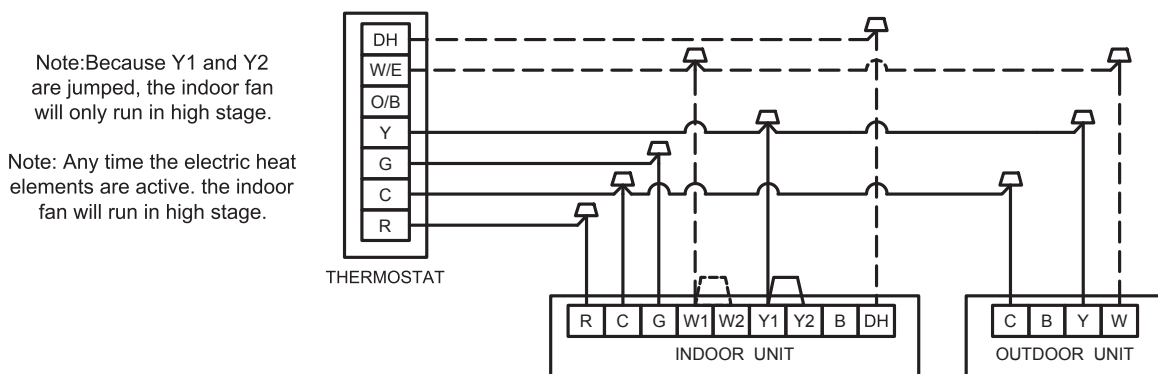 Note:Because Y1 and Y2
are jumped, the indoor fan
will only run in high stage.
Note: Any time the electric heat
elements are active. the indoor
fan will run in high stage.
DH
W/E
O/B
Y
G
C
R
THERMOSTAT
R C G W1 W2 Y1 Y2 B DH
INDOOR UNIT
C B Y W
OUTDOOR UNIT